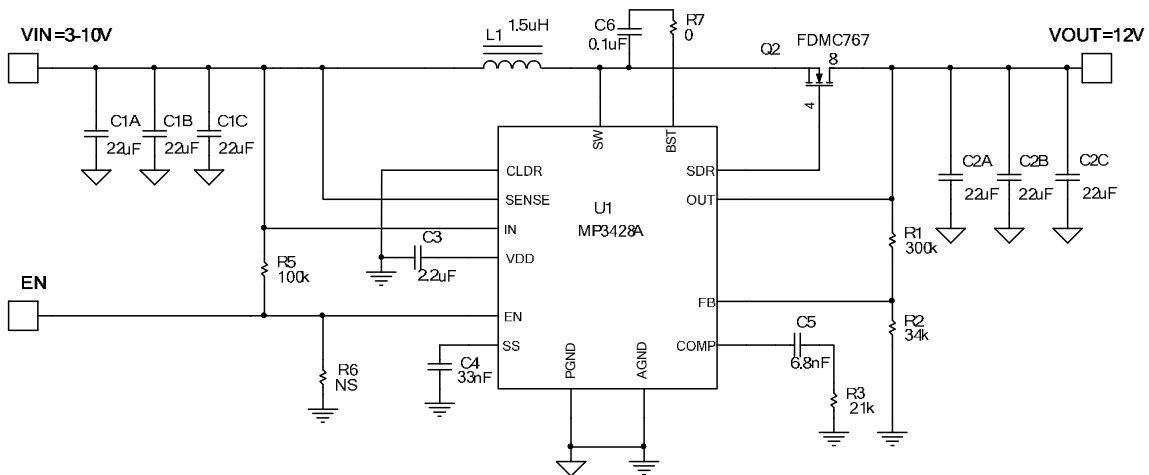 VIN=3-10V
L1
1.5uH
C6
0.1uF
R7
0
Q2
FDMC767
8
4
VOUT=12V
C1A
22uF
C1B
22uF
C1C
22uF
SW
BST
CLDR
SDR
SENSE
OUT
IN
U1
MP3428A
C3
2.2uF
VDD
R5
100k
C2A
22uF
C2B
22uF
C2C
22uF
R1
300k
EN
EN
FB
R2
34k
SS
COMP
C5
6.8nF
C4
33nF
R6
NS
PGND
AGND
R3
21k